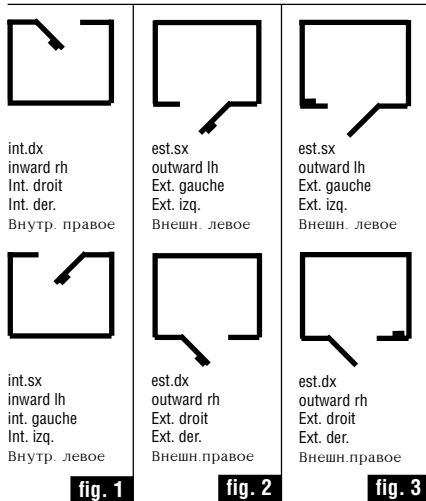 int.dx
inward rh
Int. droit
Int. der.
Внутр. правое
est.sx
outward lh
Ext. gauche
Ext. izq.
Внешн. левое
est.sx
outward lh
Ext. gauche
Ext. izq.
Внешн. левое
int.sx
inward lh
int. gauche
Int. izq.
Внутр. левое
est.dx
outward rh
Ext. droit
Ext. der.
Внешн.правое
est.dx
outward rh
Ext. droit
Ext. der.
Внешн.правое
fig. 1
fig. 2
fig. 3